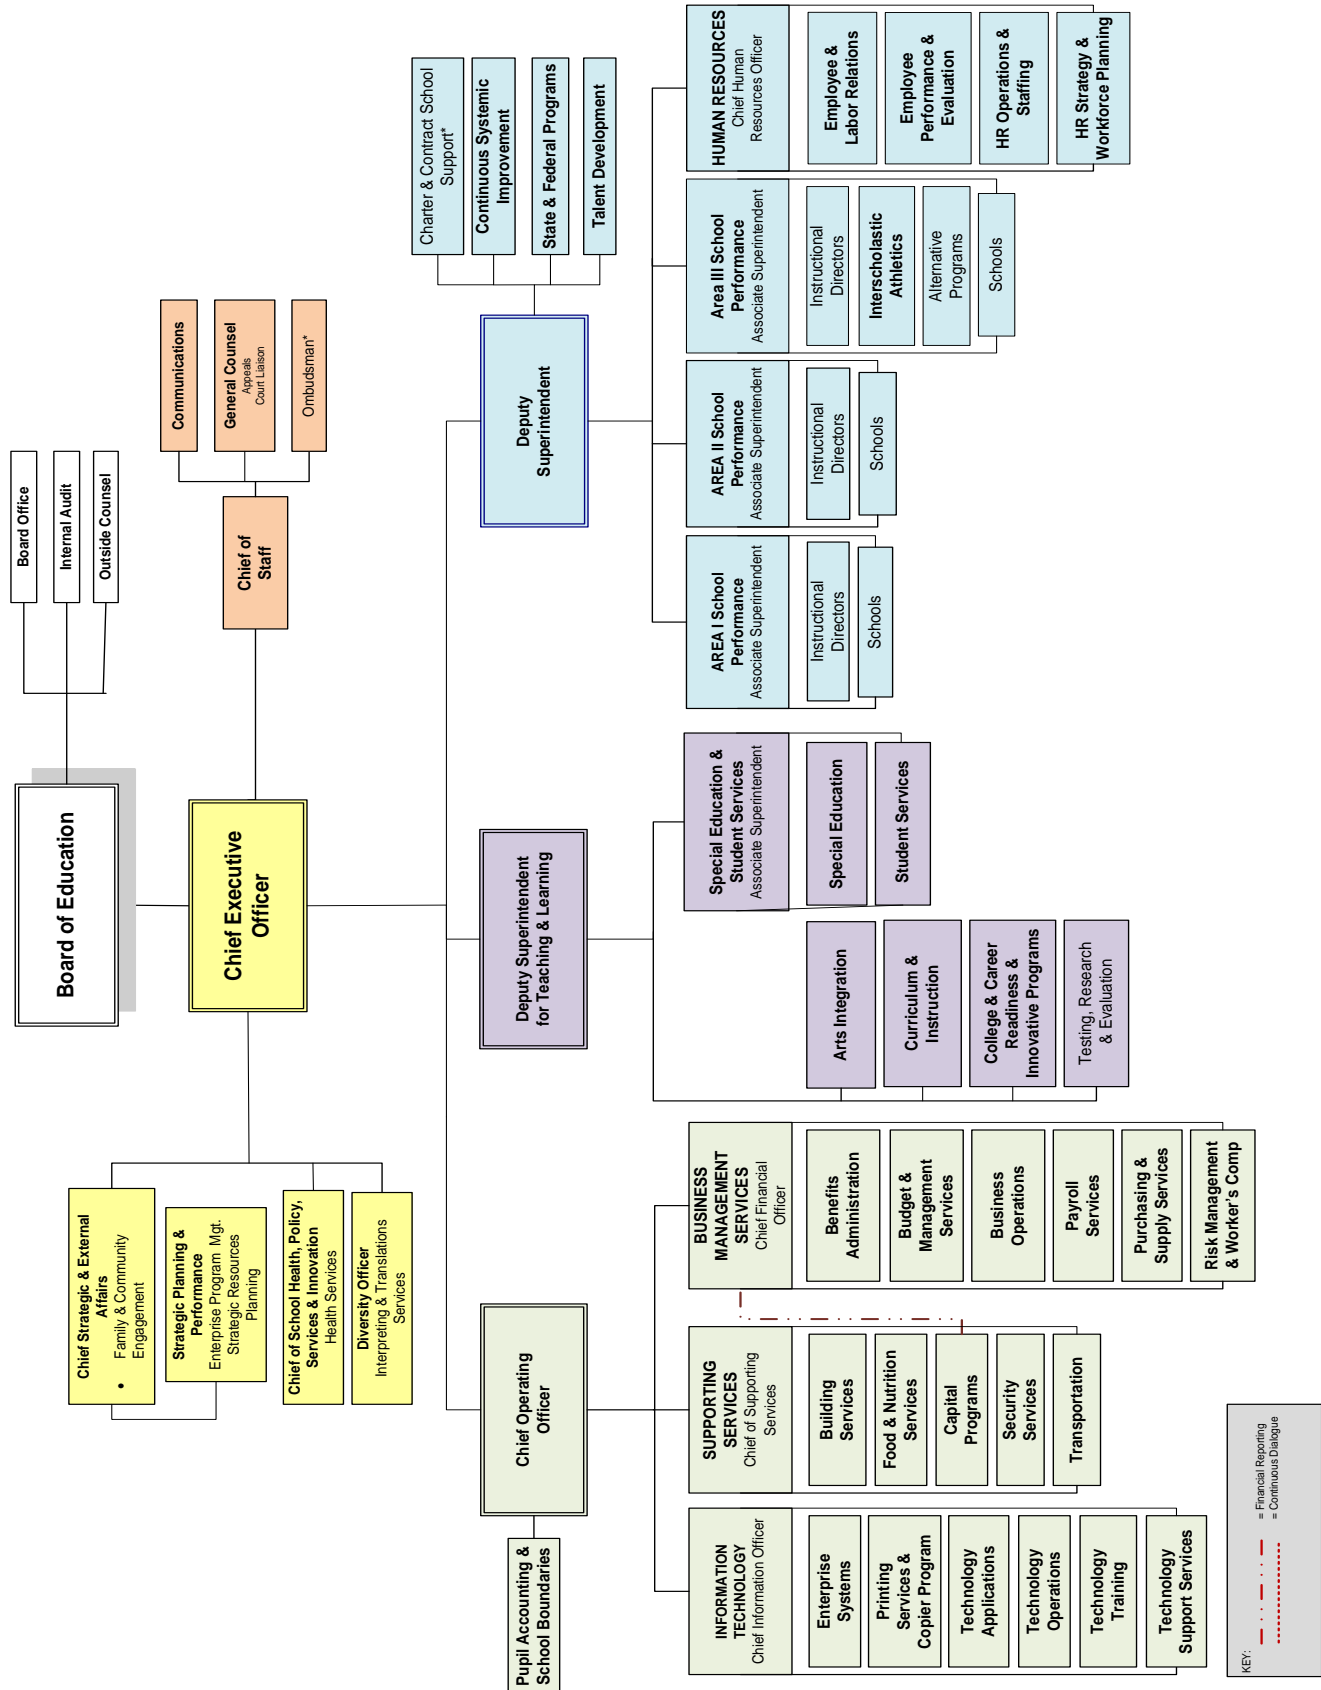 Board of Education
Board Office
Internal Audit
Outside Counsel
Chief Executive
Officer
Chief of
Staff
Communications
General Counsel
Appeals
Court Liaison
Ombudsman*
Chief Strategic & External
Affairs
• Family & Community
Engagement
Strategic Planning &
Performance
Enterprise Program Mgt.
Strategic Resources
Planning
Chief of School Health, Policy,
Services & Innovation
Health Services
Diversity Officer
Interpreting & Translations
Services
Chief Operating
Officer
Pupil Accounting &
School Boundaries
INFORMATION
TECHNOLOGY
Chief Information Officer
Enterprise
Systems
Printing
Services &
Copier Program
Technology
Applications
Technology
Operations
Technology
Training
Technology
Support Services
SUPPORTING
SERVICES
Chief of Supporting
Services
Building
Services
Food & Nutrition
Services
Capital
Programs
Security
Services
Transportation
BUSINESS
MANAGEMENT
SERVICES
Chief Financial
Officer
Benefits
Administration
Budget &
Management
Services
Business
Operations
Payroll
Services
Purchasing &
Supply Services
Risk Management
& Worker's Comp
Deputy Superintendent
for Teaching & Learning
Arts Integration
Curriculum &
Instruction
College & Career
Readiness &
Innovative Programs
Testing, Research
& Evaluation
Special Education &
Student Services
Associate Superintendent
Special Education
Student Services
Deputy
Superintendent
Charter & Contract School
Support*
Continuous Systemic
Improvement
State & Federal Programs
Talent Development
AREA I School
Performance
Associate Superintendent
Instructional
Directors
Schools
AREA II School
Performance
Associate Superintendent
Instructional
Directors
Schools
Area III School
Performance
Associate Superintendent
Instructional
Directors
Interscholastic
Athletics
Alternative
Programs
Schools
HUMAN RESOURCES
Chief Human
Resources Officer
Employee &
Labor Relations
Employee
Performance &
Evaluation
HR Operations &
Staffing
HR Strategy &
Workforce Planning
KEY:
= Financial Reporting
= Continuous Dialogue